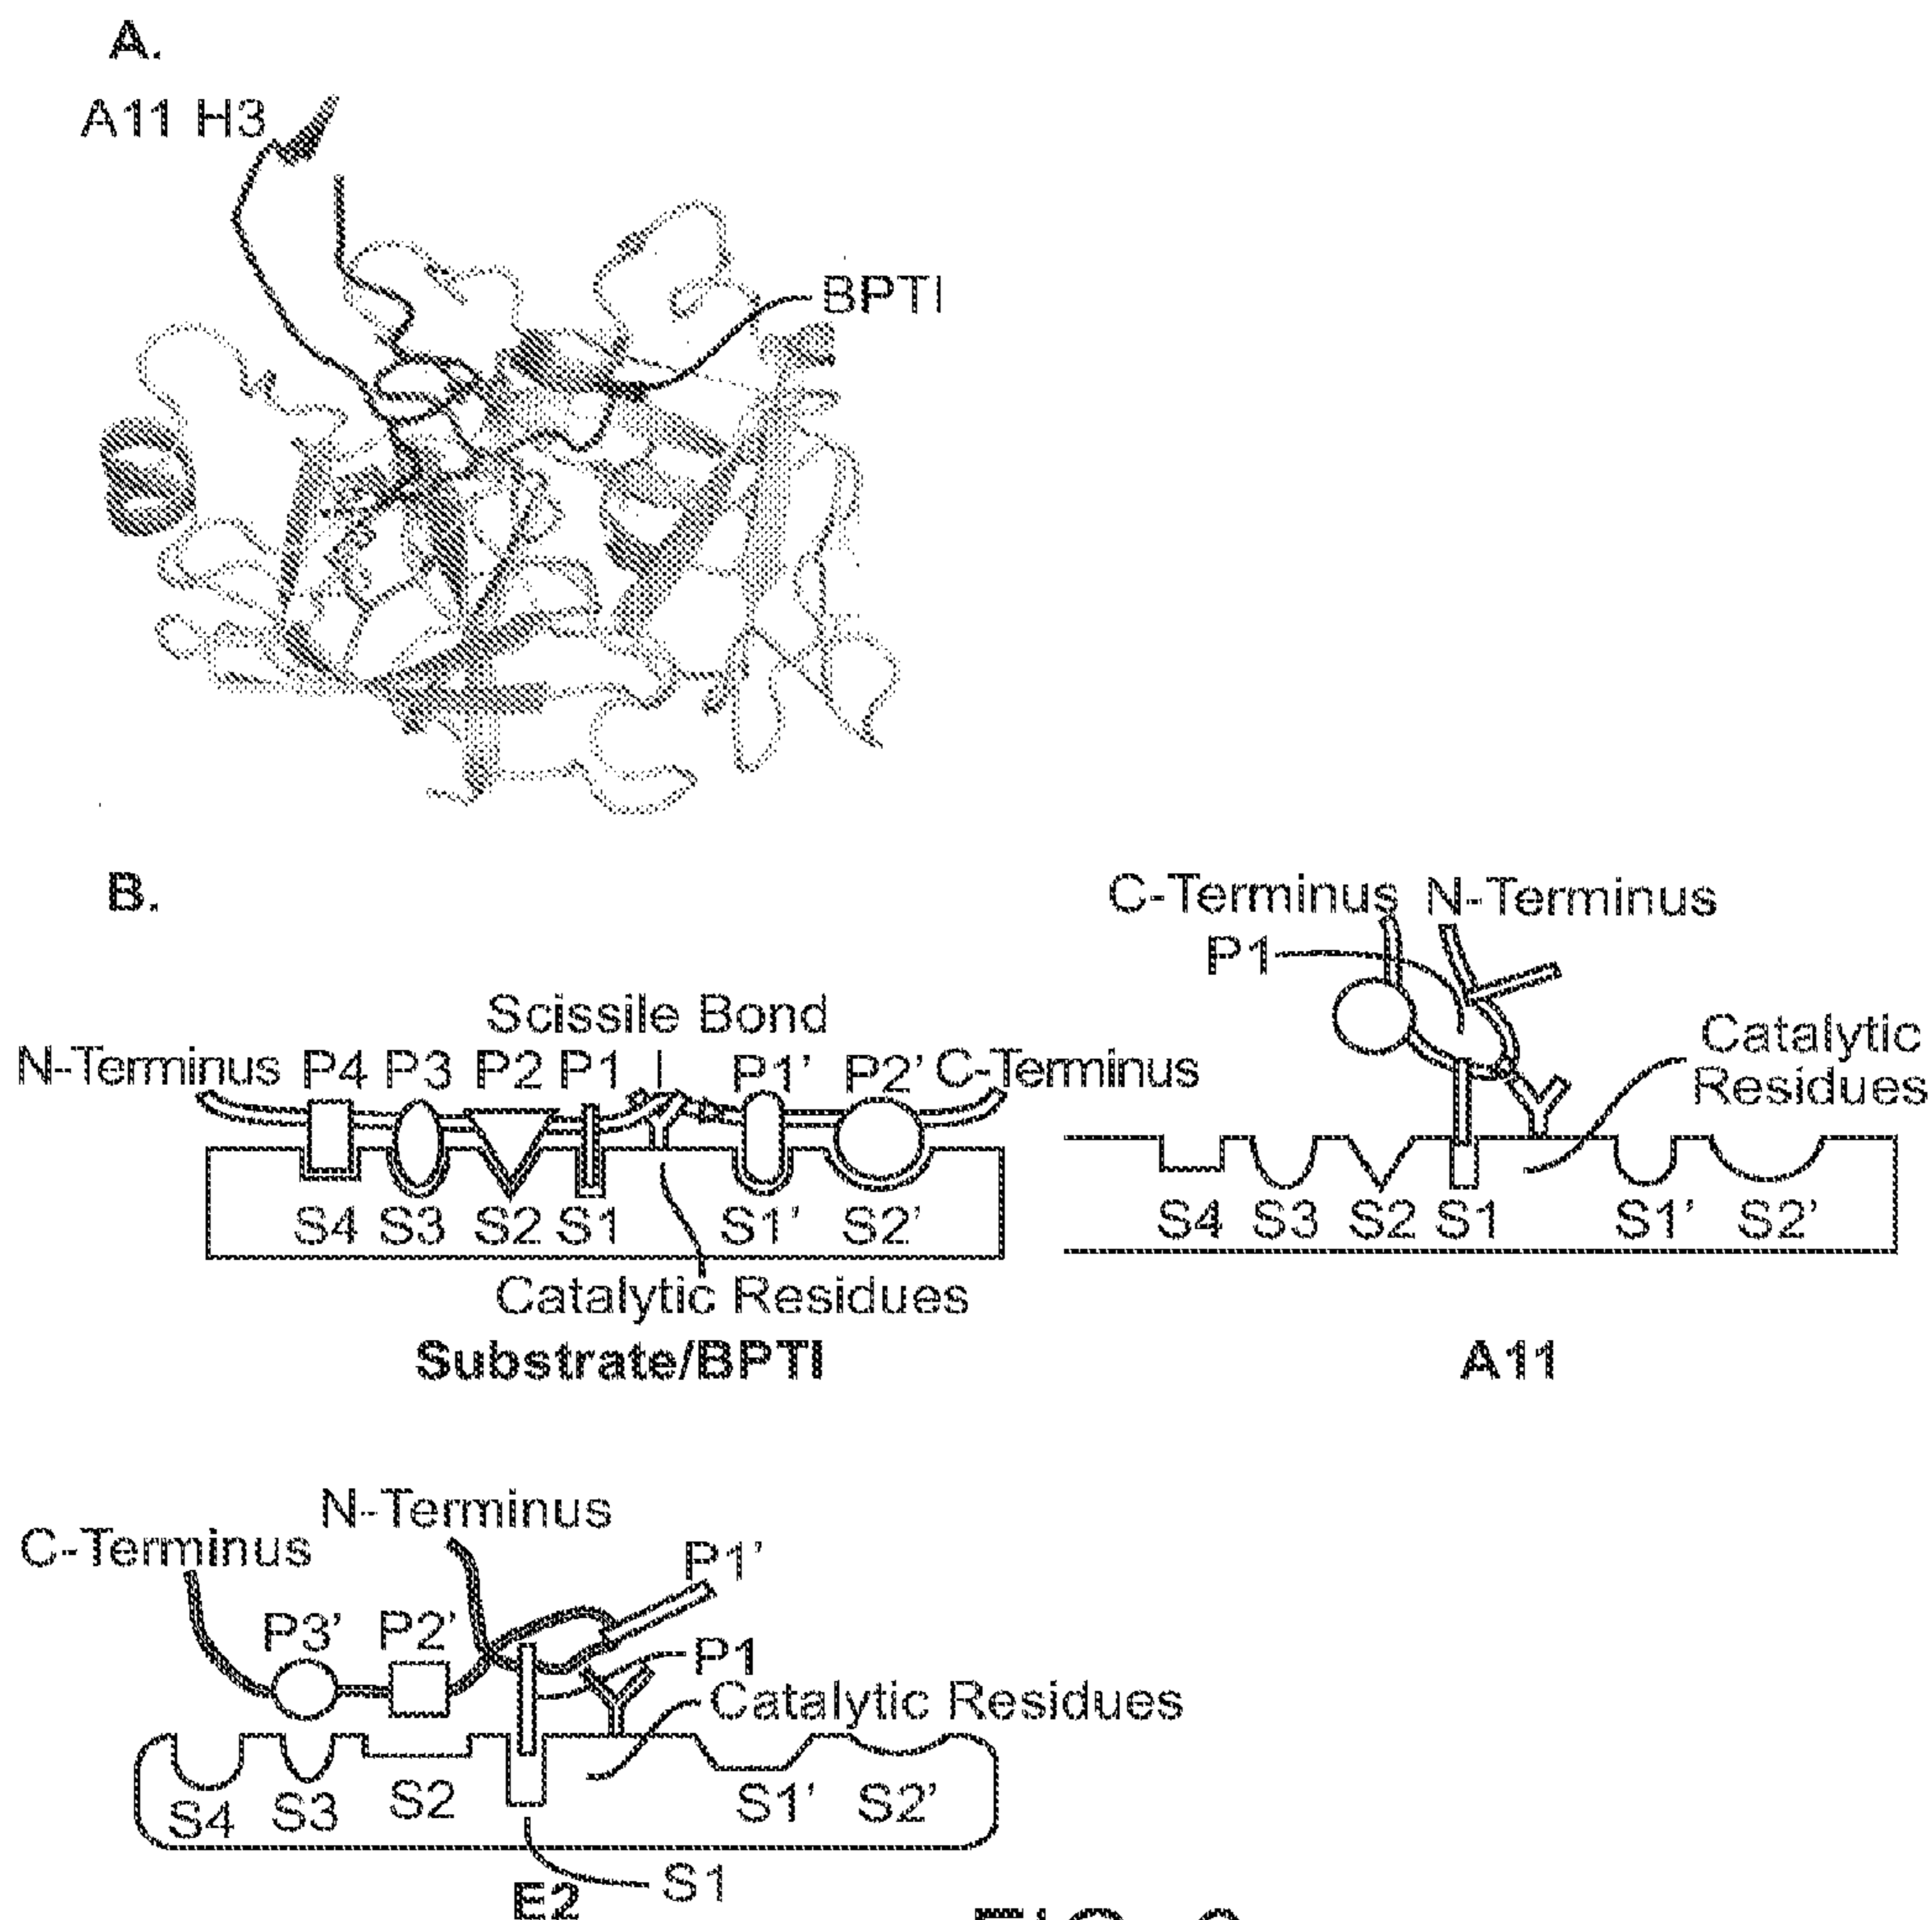 A.
A11 H3
BPTI
B.
C-Terminus N-Terminus
P1
Scissile Bond
N-Terminus P4 P3 P2 P1 P1' P2' C-Terminus
Catalytic
Residues
S4 S3 S2 S1 S1' S2'
S4 S3 S2 S1 S1' S2'
Catalytic Residues
Substrate/BPTI
A11
N-Terminus
C-Terminus
P1'
P3' P2'
P1
Catalytic Residues
S4 S3 S2 S1' S2'
S1
E2